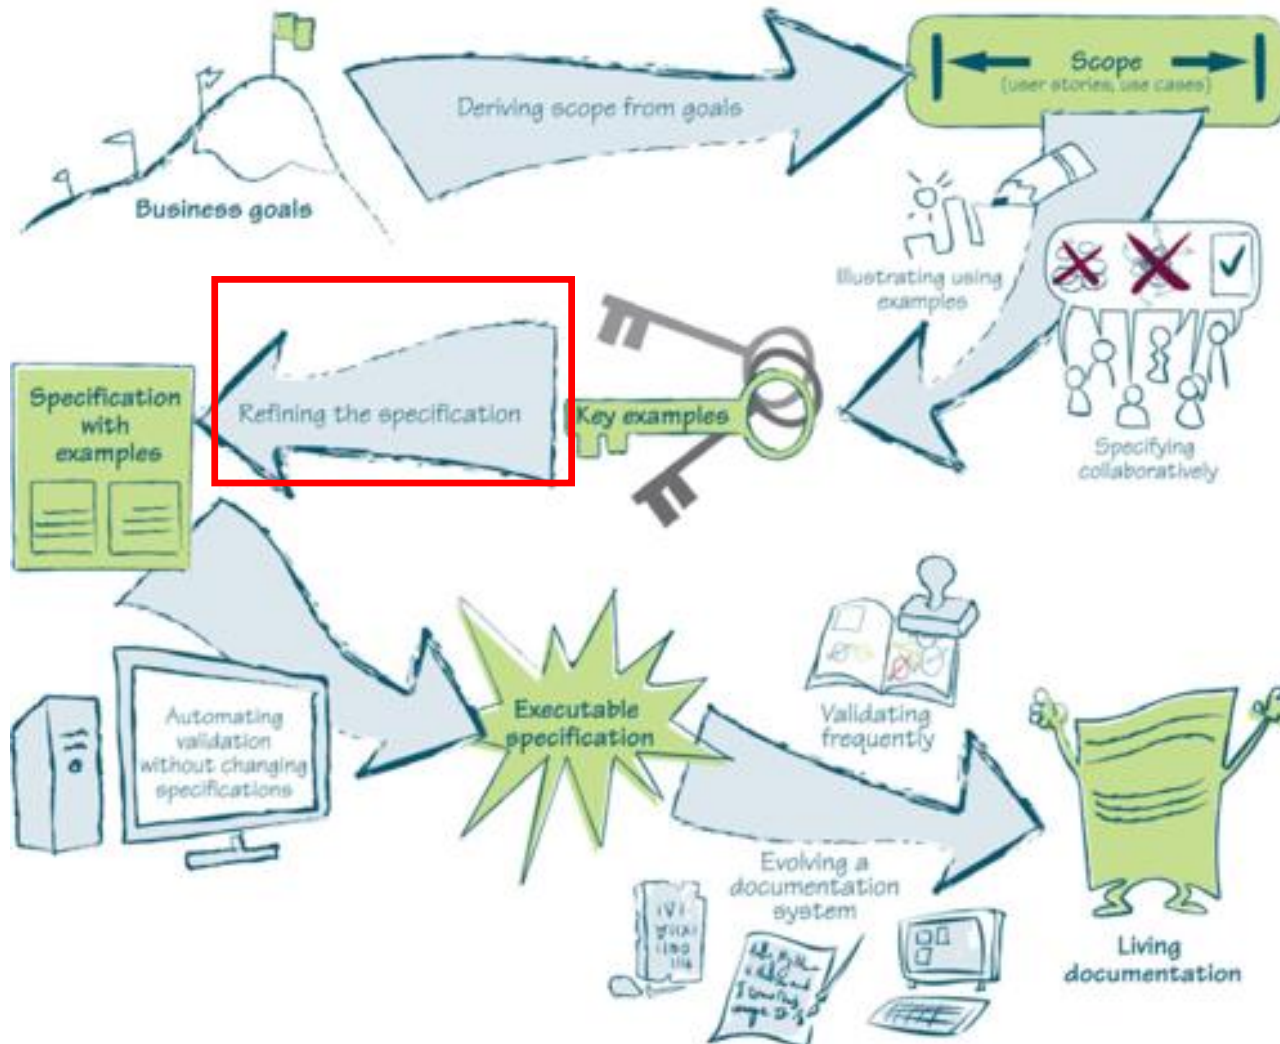 Deriving scope from goals
Scope
(user stories, use cases)
Business goals
Illustrating using
examples
Specifying
collaboratively
Key examples
Refining the specification
Specification
with
examples
Automating
validation
without changing
specifications
Executable
specification
Validating
frequently
Evolving a
documentation
system
Living
documentation